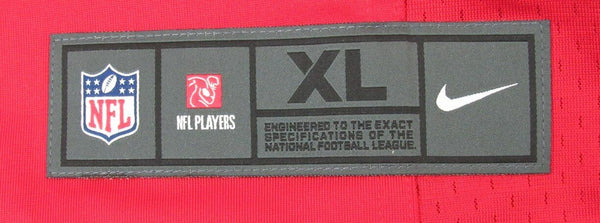 NFL
NFL PLAYERS
XL
ENGINEERED TO THE EXACT
SPECIFICATIONS OF THE
NATIONAL FOOTBALL LEAGUE.